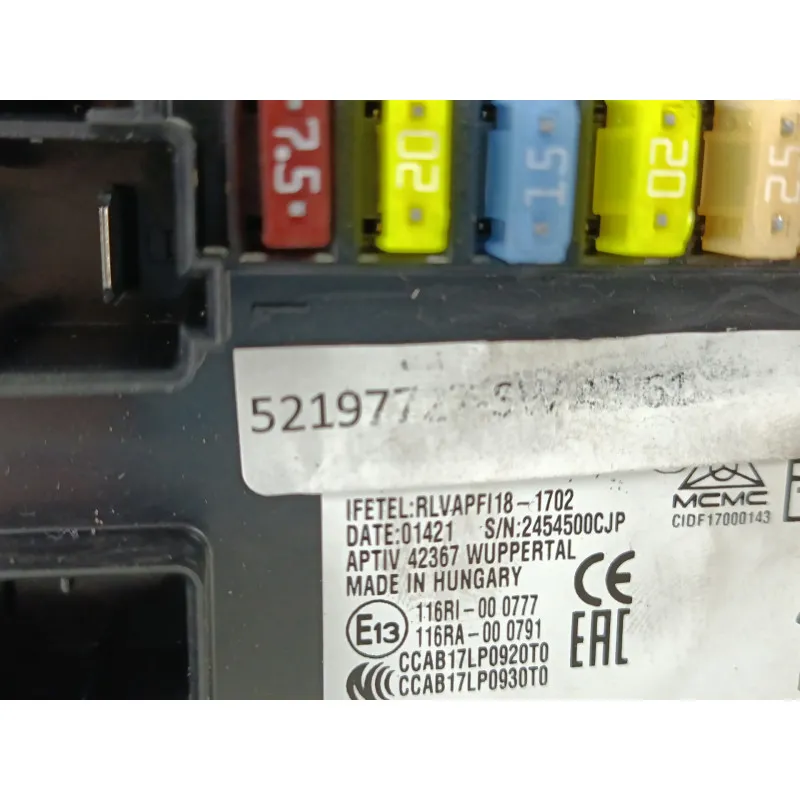 7.5
20
15
20
25
IFETEL:RLVAPFI18-1702
DATE:01421 S/N:2454500CJP
APTIV 42367 WUPPERTAL
MADE IN HUNGARY
CE
E13
116RI-00 0777
116RA-00 0791
EAC
CCAB17LP0920T0
CCAB17LP0930T0
MCMC
CIDF17000143